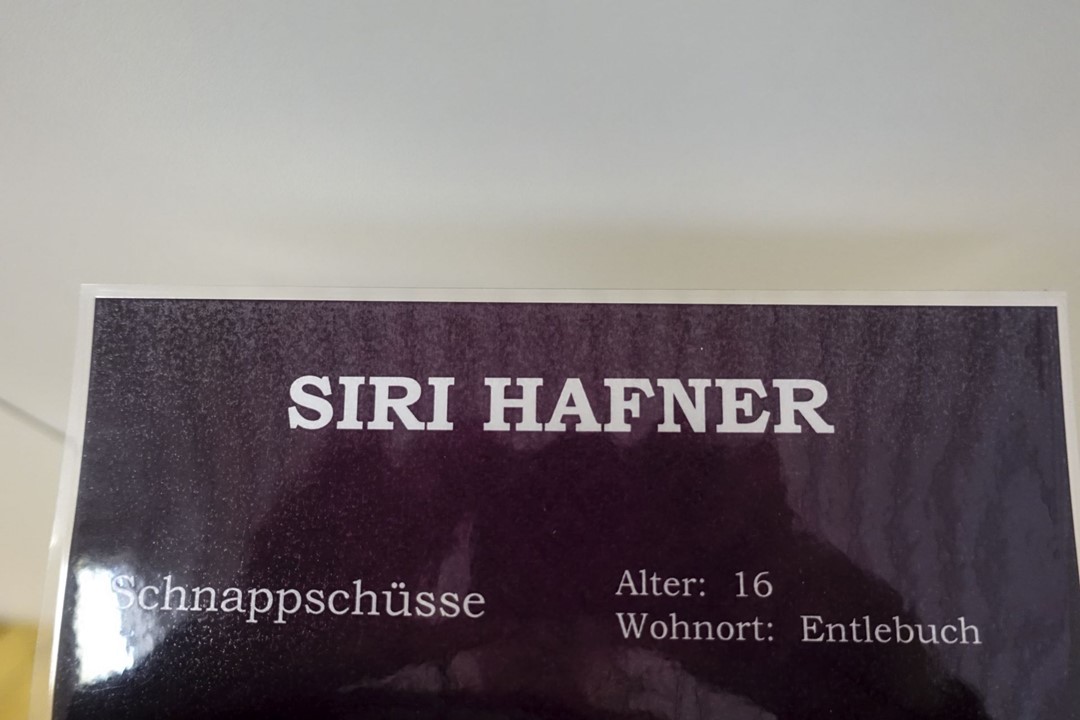 SIRI HAFNER
Schnappschüsse
Alter: 16
Wohnort: Entlebuch